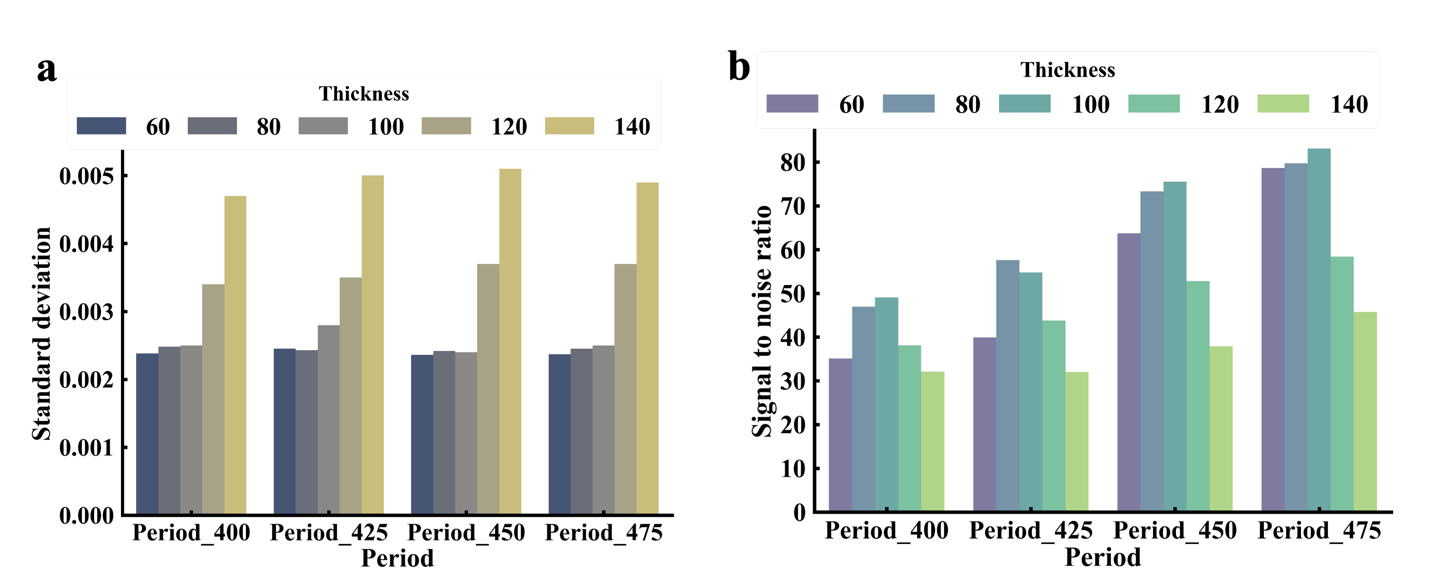 a
Thickness
60 80 100 120 140
Standard deviation
0.005
0.004
0.003
0.002
0.001
0.000
Period_400 Period_425 Period_450 Period_475
Period
b
Thickness
60 80 100 120 140
Signal to noise ratio
80
70
60
50
40
30
20
10
0
Period_400 Period_425 Period_450 Period_475
Period